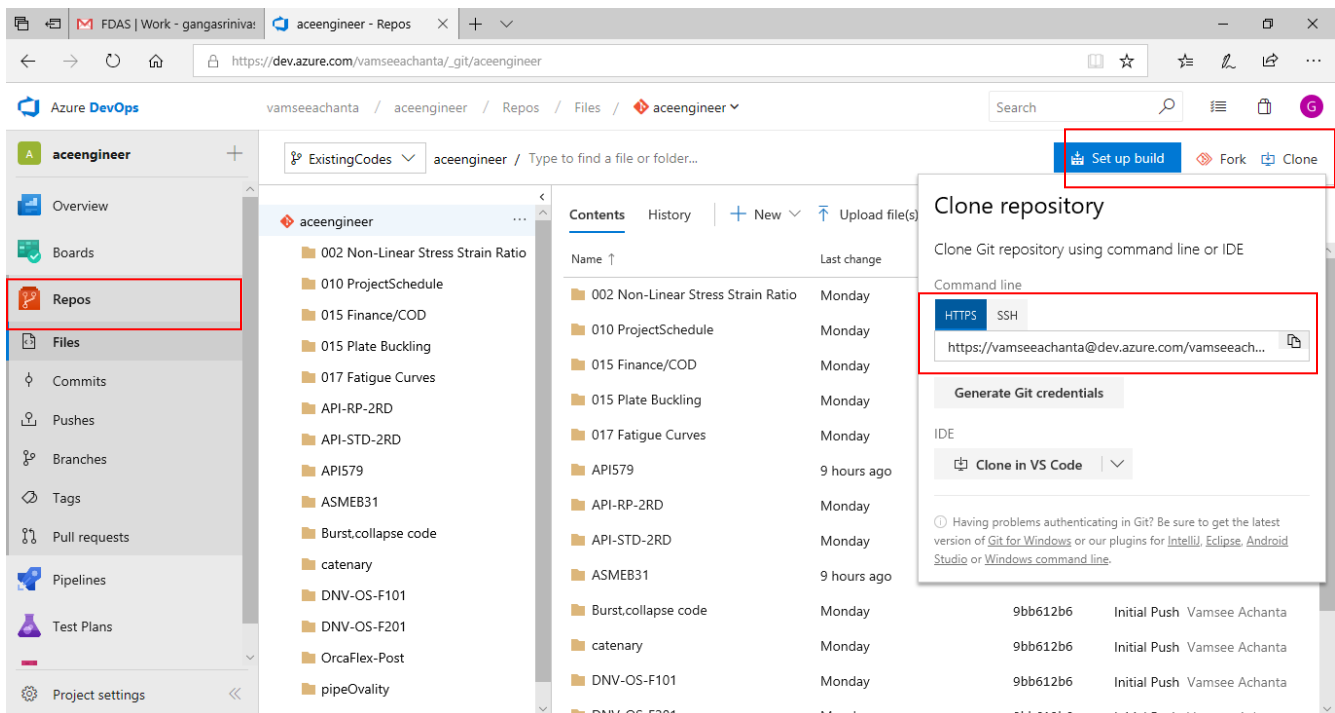 FDAS | Work - gangasriniva:
aceengineer - Repos
https://dev.azure.com/vamseeachanta/_git/aceengineer
Azure DevOps
vamseeachanta / aceengineer / Repos / Files / aceengineer
Search
G
A aceengineer
ExistingCodes
aceengineer / Type to find a file or folder...
Set up build
Fork
Clone
Overview
Boards
Repos
Files
Commits
Pushes
Branches
Tags
Pull requests
Pipelines
Test Plans
Project settings
aceengineer ...
002 Non-Linear Stress Strain Ratio
010 ProjectSchedule
015 Finance/COD
015 Plate Buckling
017 Fatigue Curves
API-RP-2RD
API-STD-2RD
API579
ASMEB31
Burst,collapse code
catenary
DNV-OS-F101
DNV-OS-F201
OrcaFlex-Post
pipeOvality
Contents History + New Upload file(s)
Name ↑ Last change
002 Non-Linear Stress Strain Ratio Monday
010 ProjectSchedule Monday
015 Finance/COD Monday
015 Plate Buckling Monday
017 Fatigue Curves Monday
API579 9 hours ago
API-RP-2RD Monday
API-STD-2RD Monday
ASMEB31 9 hours ago
Burst,collapse code Monday 9bb612b6 Initial Push Vamsee Achanta
catenary Monday 9bb612b6 Initial Push Vamsee Achanta
DNV-OS-F101 Monday 9bb612b6 Initial Push Vamsee Achanta
Clone repository
Clone Git repository using command line or IDE
Command line
HTTPS SSH
https://vamseeachanta@dev.azure.com/vamseeach...
Generate Git credentials
IDE
Clone in VS Code
Having problems authenticating in Git? Be sure to get the latest
version of Git for Windows or our plugins for IntelliJ, Eclipse, Android
Studio or Windows command line.